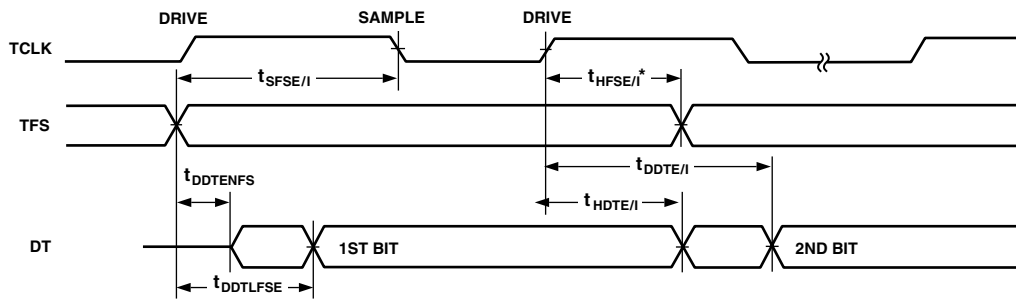 DRIVE SAMPLE DRIVE
TCLK
tSFSE/I tHFSE/I*
TFS
tDDTE/I
tDDTENFS
tHDTE/I
DT 1ST BIT 2ND BIT
tDDTLFSE